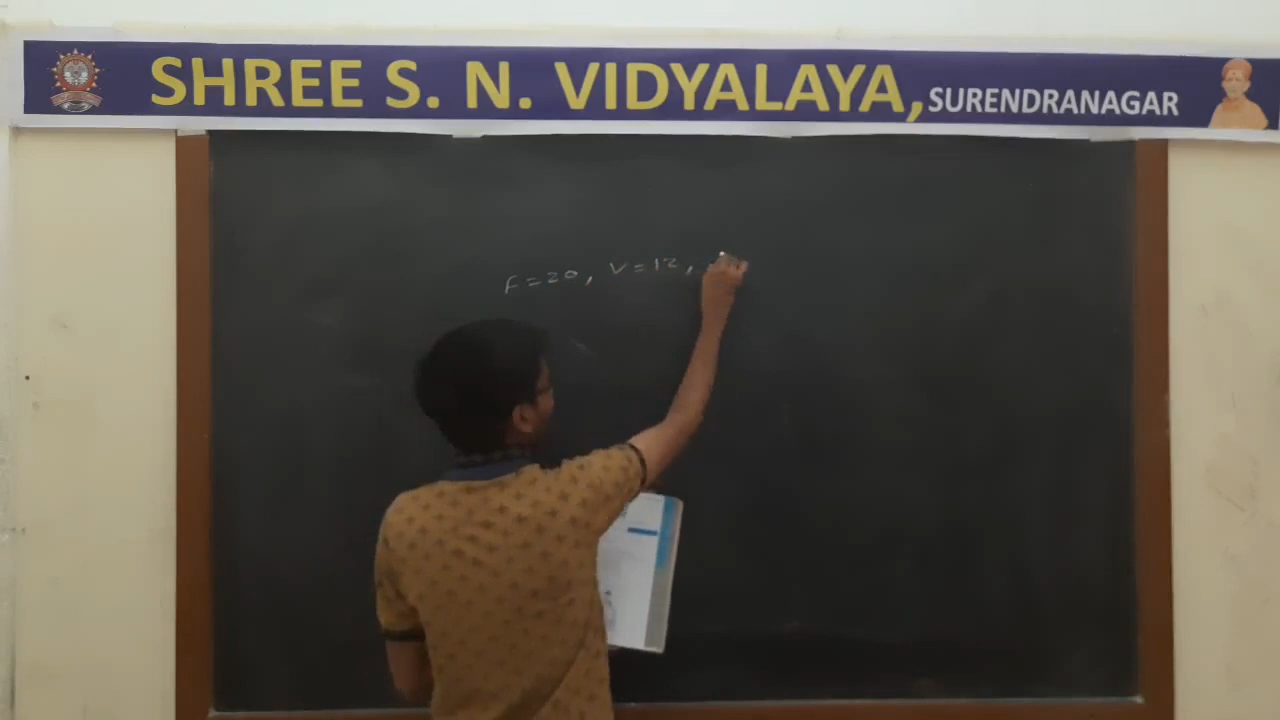 SHREE S. N. VIDYALAYA, SURENDRANAGAR
F = 20, V = 12,